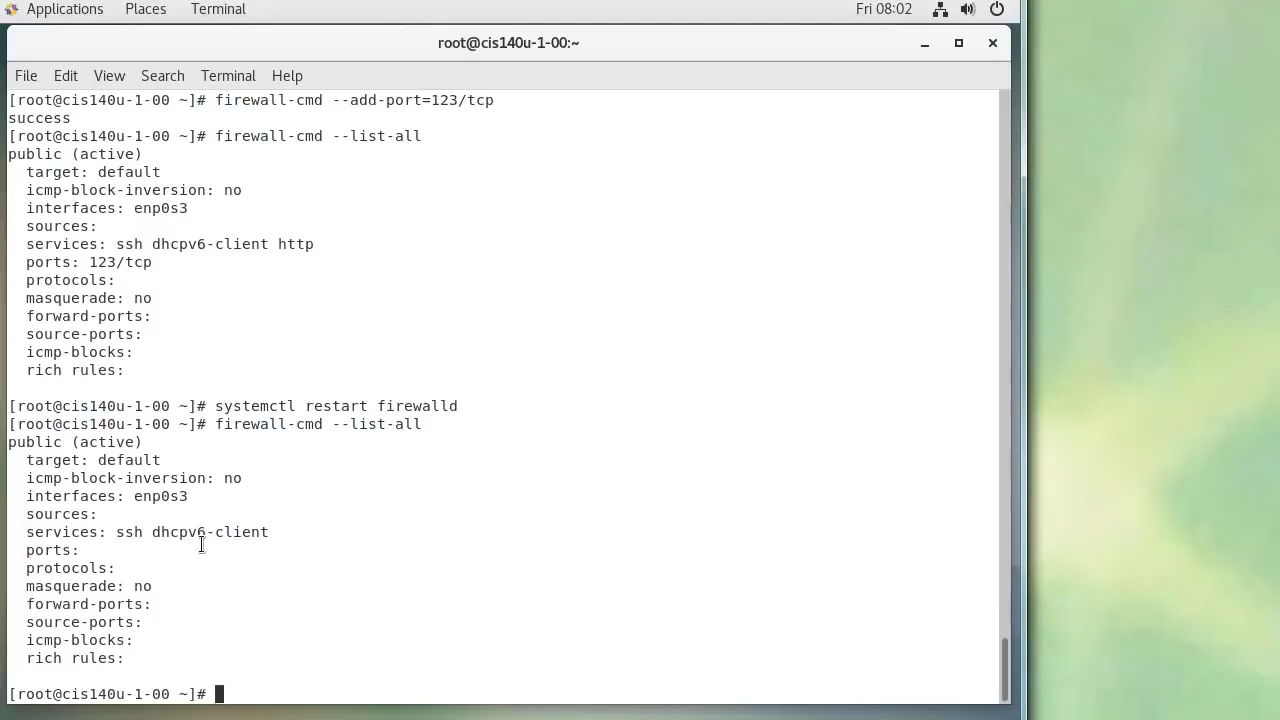 Applications Places Terminal Fri 08:02
root@cis140u-1-00:~
File Edit View Search Terminal Help
[root@cis140u-1-00 ~]# firewall-cmd --add-port=123/tcp
success
[root@cis140u-1-00 ~]# firewall-cmd --list-all
public (active)
  target: default
  icmp-block-inversion: no
  interfaces: enp0s3
  sources:
  services: ssh dhcpv6-client http
  ports: 123/tcp
  protocols:
  masquerade: no
  forward-ports:
  source-ports:
  icmp-blocks:
  rich rules:
[root@cis140u-1-00 ~]# systemctl restart firewalld
[root@cis140u-1-00 ~]# firewall-cmd --list-all
public (active)
  target: default
  icmp-block-inversion: no
  interfaces: enp0s3
  sources:
  services: ssh dhcpv6-client
  ports:
  protocols:
  masquerade: no
  forward-ports:
  source-ports:
  icmp-blocks:
  rich rules:
[root@cis140u-1-00 ~]#